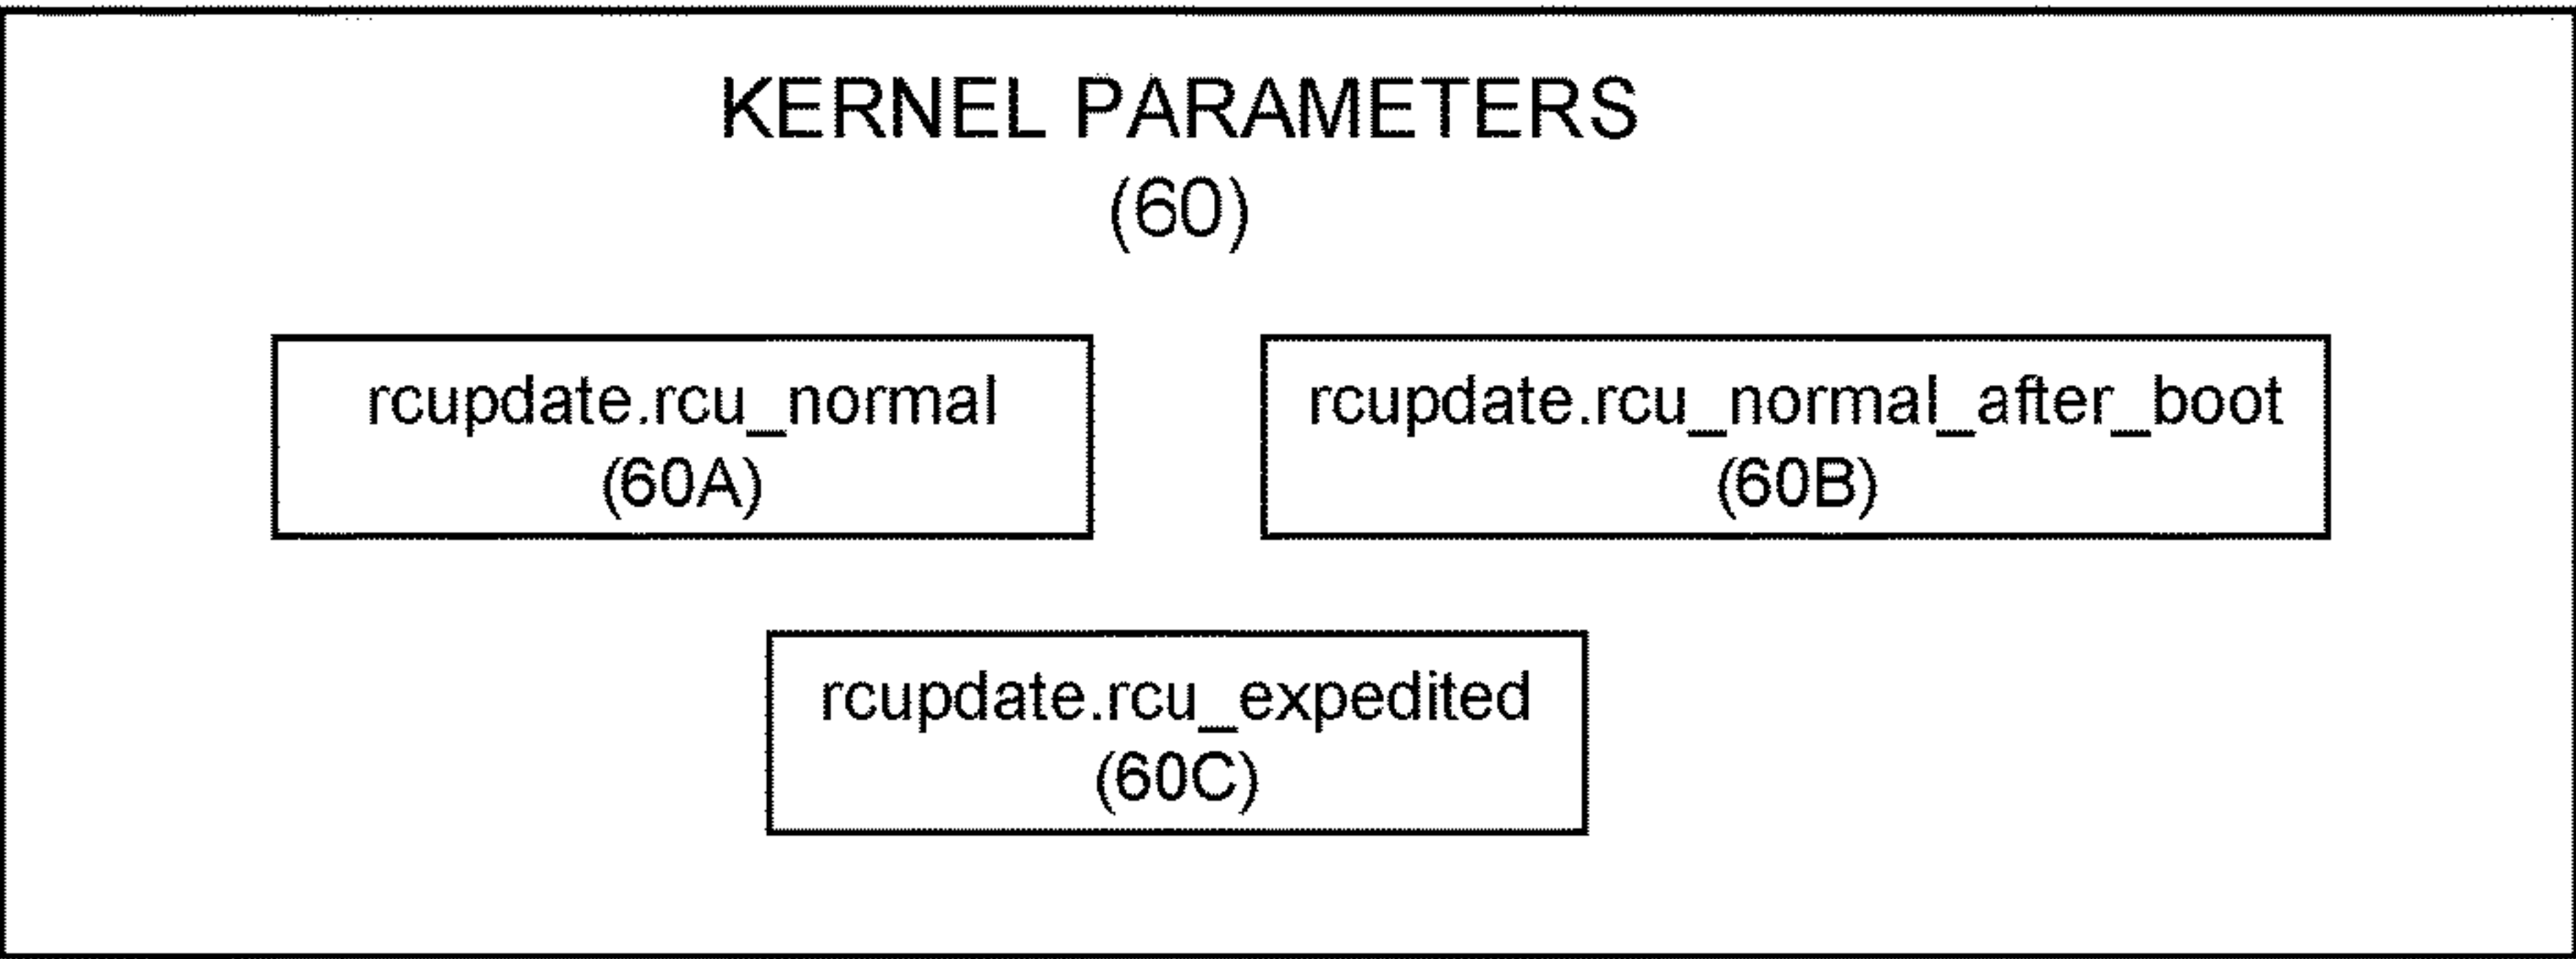 KERNEL PARAMETERS
(60)
rcupdate.rcu_normal
(60A)
rcupdate.rcu_normal_after_boot
(60B)
rcupdate.rcu_expedited
(60C)